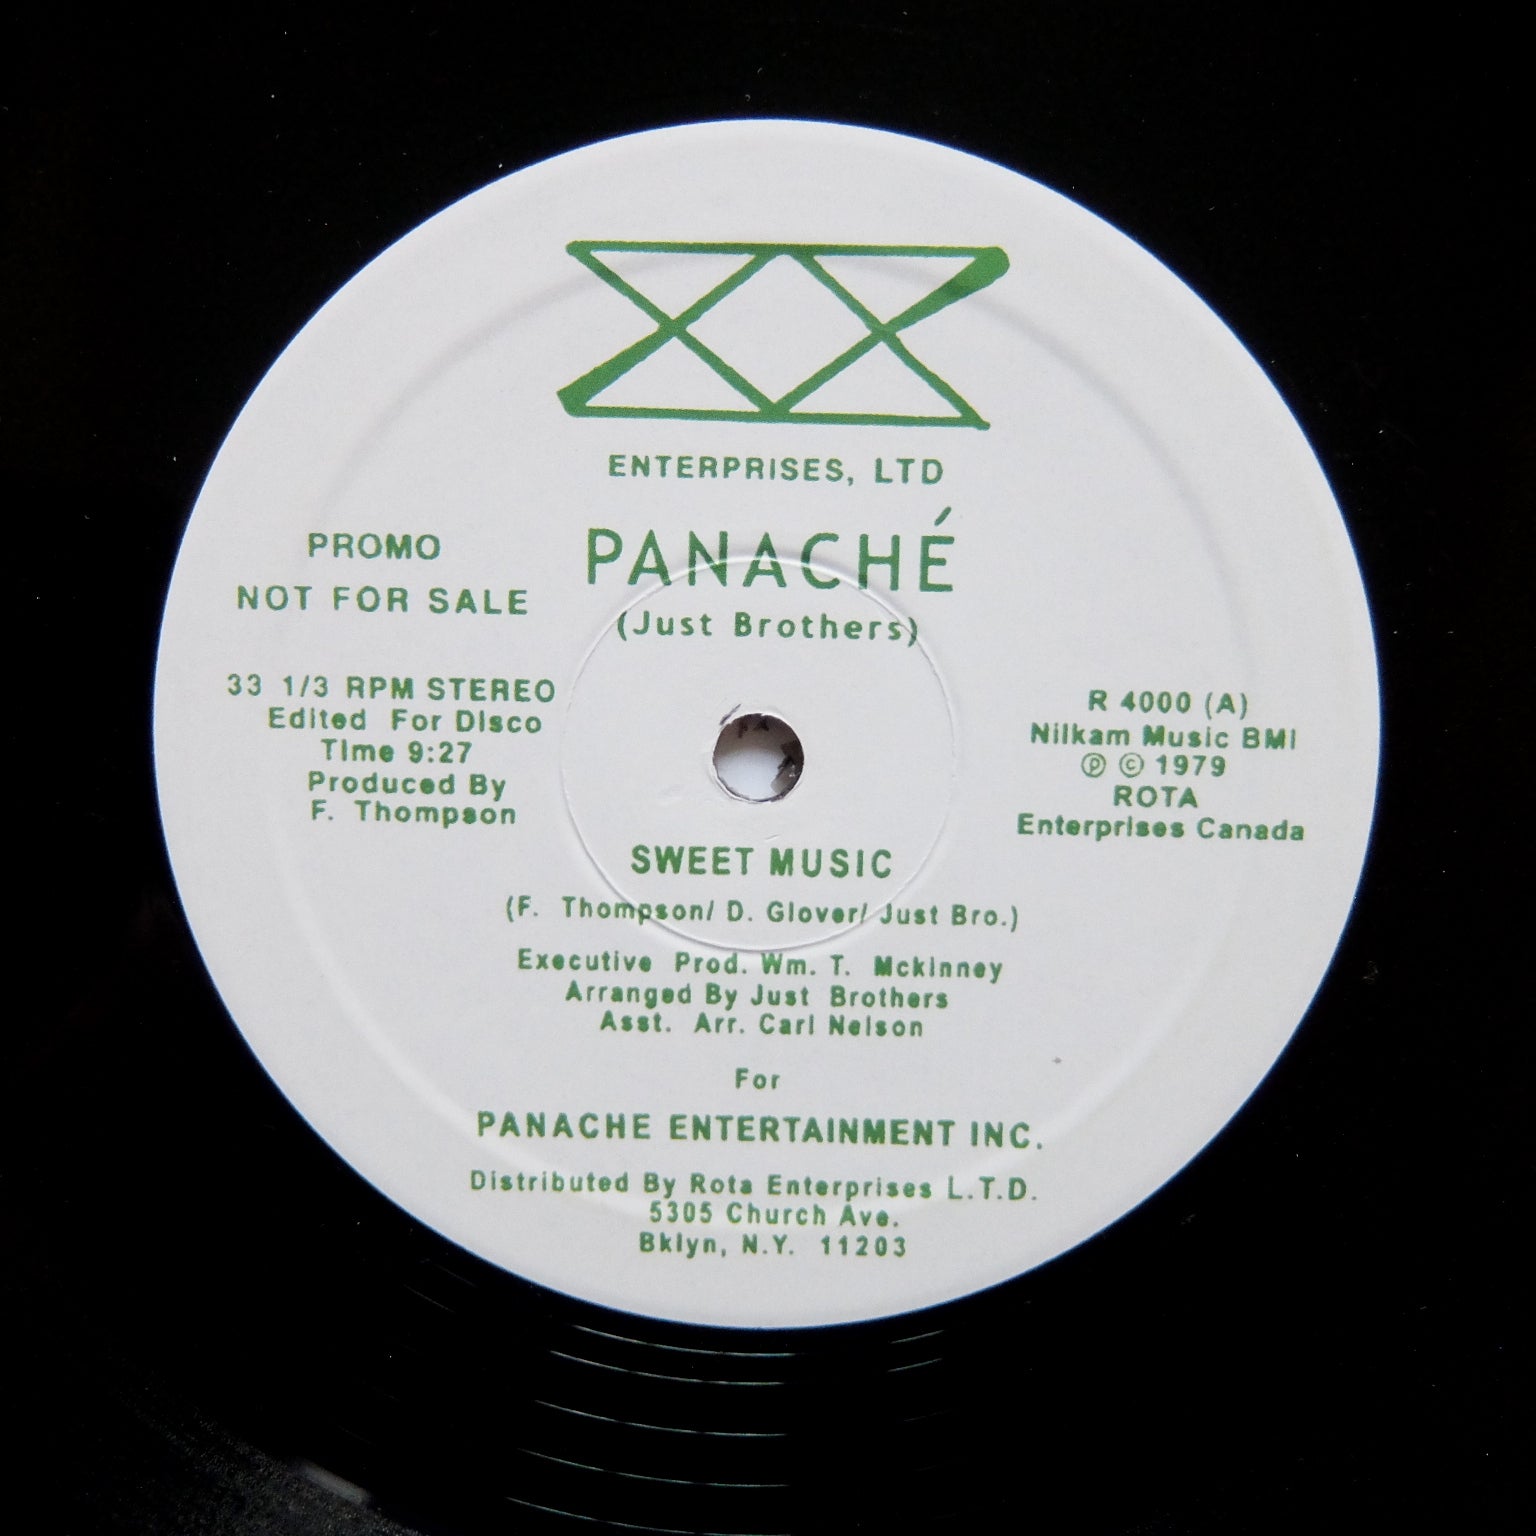 ENTERPRISES, LTD
PANACHÉ
(Just Brothers)
PROMO
NOT FOR SALE
33 1/3 RPM STEREO
Edited For Disco
Time 9:27
Produced By
F. Thompson
R 4000 (A)
Nilkam Music BMI
℗ © 1979
ROTA
Enterprises Canada
SWEET MUSIC
(F. Thompson/ D. Glover/ Just Bro.)
Executive Prod. Wm. T. Mckinney
Arranged By Just Brothers
Asst. Arr. Carl Nelson
For
PANACHE ENTERTAINMENT INC.
Distributed By Rota Enterprises L.T.D.
5305 Church Ave.
Bklyn, N.Y. 11203